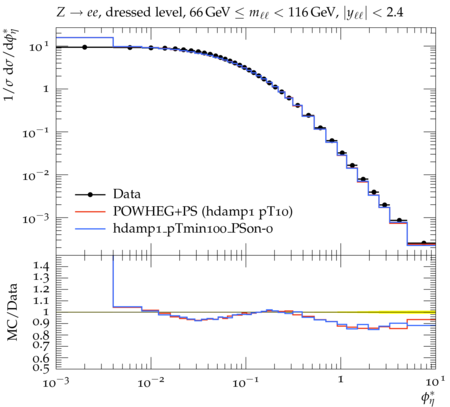 Z → ee, dressed level, 66 GeV ≤ mℓℓ < 116 GeV, |yℓℓ| < 2.4
1/σ dσ/dφ*η
10¹
1
10⁻¹
10⁻²
10⁻³
Data
POWHEG+PS (hdamp1 pT10)
hdamp1_pTmin100_PSon-0
MC/Data
1.4
1.3
1.2
1.1
1
0.9
0.8
0.7
0.6
0.5
10⁻³ 10⁻² 10⁻¹ 1 10¹
φ*η